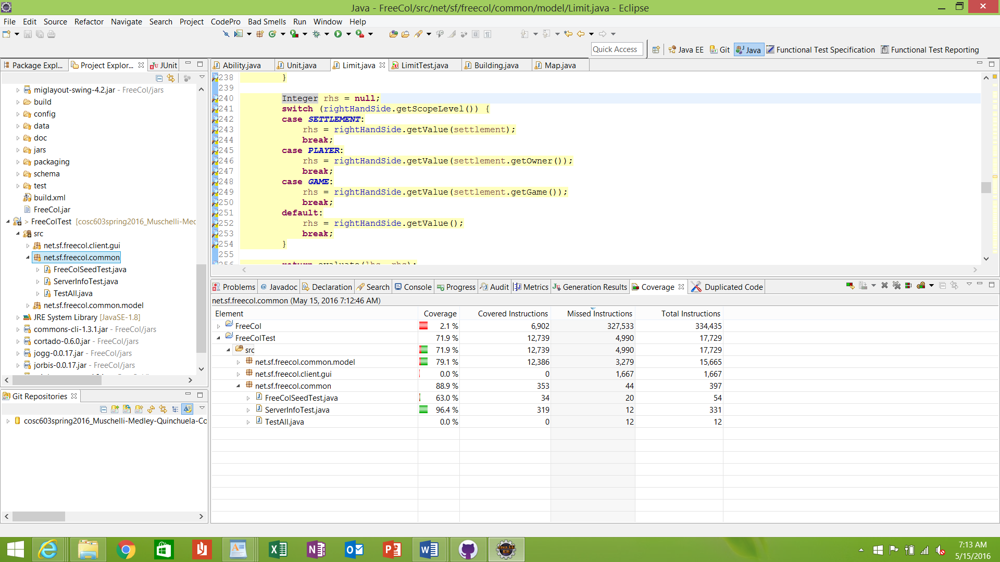 Java - FreeCol/src/net/sf/freecol/common/model/Limit.java - Eclipse
File Edit Source Refactor Navigate Search Project CodePro Bad Smells Run Window Help
Quick Access Java EE Git Java Functional Test Specification Functional Test Reporting
Package Expl... Project Explor... JUnit
miglayout-swing-4.2.jar - FreeCol/jars
build
config
data
doc
jars
packaging
schema
test
build.xml
FreeCol.jar
> FreeColTest [cosc603spring2016_Muschelli-Med
src
net.sf.freecol.client.gui
net.sf.freecol.common
FreeColSeedTest.java
ServerInfoTest.java
TestAll.java
net.sf.freecol.common.model
JRE System Library [JavaSE-1.8]
commons-cli-1.3.1.jar - FreeCol/jars
cortado-0.6.0.jar - FreeCol/jars
jogg-0.0.17.jar - FreeCol/jars
jorbis-0.0.17.jar - FreeCol/jars
Git Repositories
cosc603spring2016_Muschelli-Medley-Quinchuela-Co
Ability.java Unit.java Limit.java LimitTest.java Building.java Map.java
238 }
239
240 Integer rhs = null;
241 switch (rightHandSide.getScopeLevel()) {
242 case SETTLEMENT:
243 rhs = rightHandSide.getValue(settlement);
244 break;
245 case PLAYER:
246 rhs = rightHandSide.getValue(settlement.getOwner());
247 break;
248 case GAME:
249 rhs = rightHandSide.getValue(settlement.getGame());
250 break;
251 default:
252 rhs = rightHandSide.getValue();
253 break;
254 }
255
256 return evaluate(lhs, rhs);
Problems @ Javadoc Declaration Search Console Progress Audit Metrics Generation Results Coverage Duplicated Code
net.sf.freecol.common (May 15, 2016 7:12:46 AM)
Element Coverage Covered Instructions Missed Instructions Total Instructions
FreeCol 2.1 % 6,902 327,533 334,435
FreeColTest 71.9 % 12,739 4,990 17,729
src 71.9 % 12,739 4,990 17,729
net.sf.freecol.common.model 79.1 % 12,386 3,279 15,665
net.sf.freecol.client.gui 0.0 % 0 1,667 1,667
net.sf.freecol.common 88.9 % 353 44 397
FreeColSeedTest.java 63.0 % 34 20 54
ServerInfoTest.java 96.4 % 319 12 331
TestAll.java 0.0 % 0 12 12
7:13 AM
5/15/2016